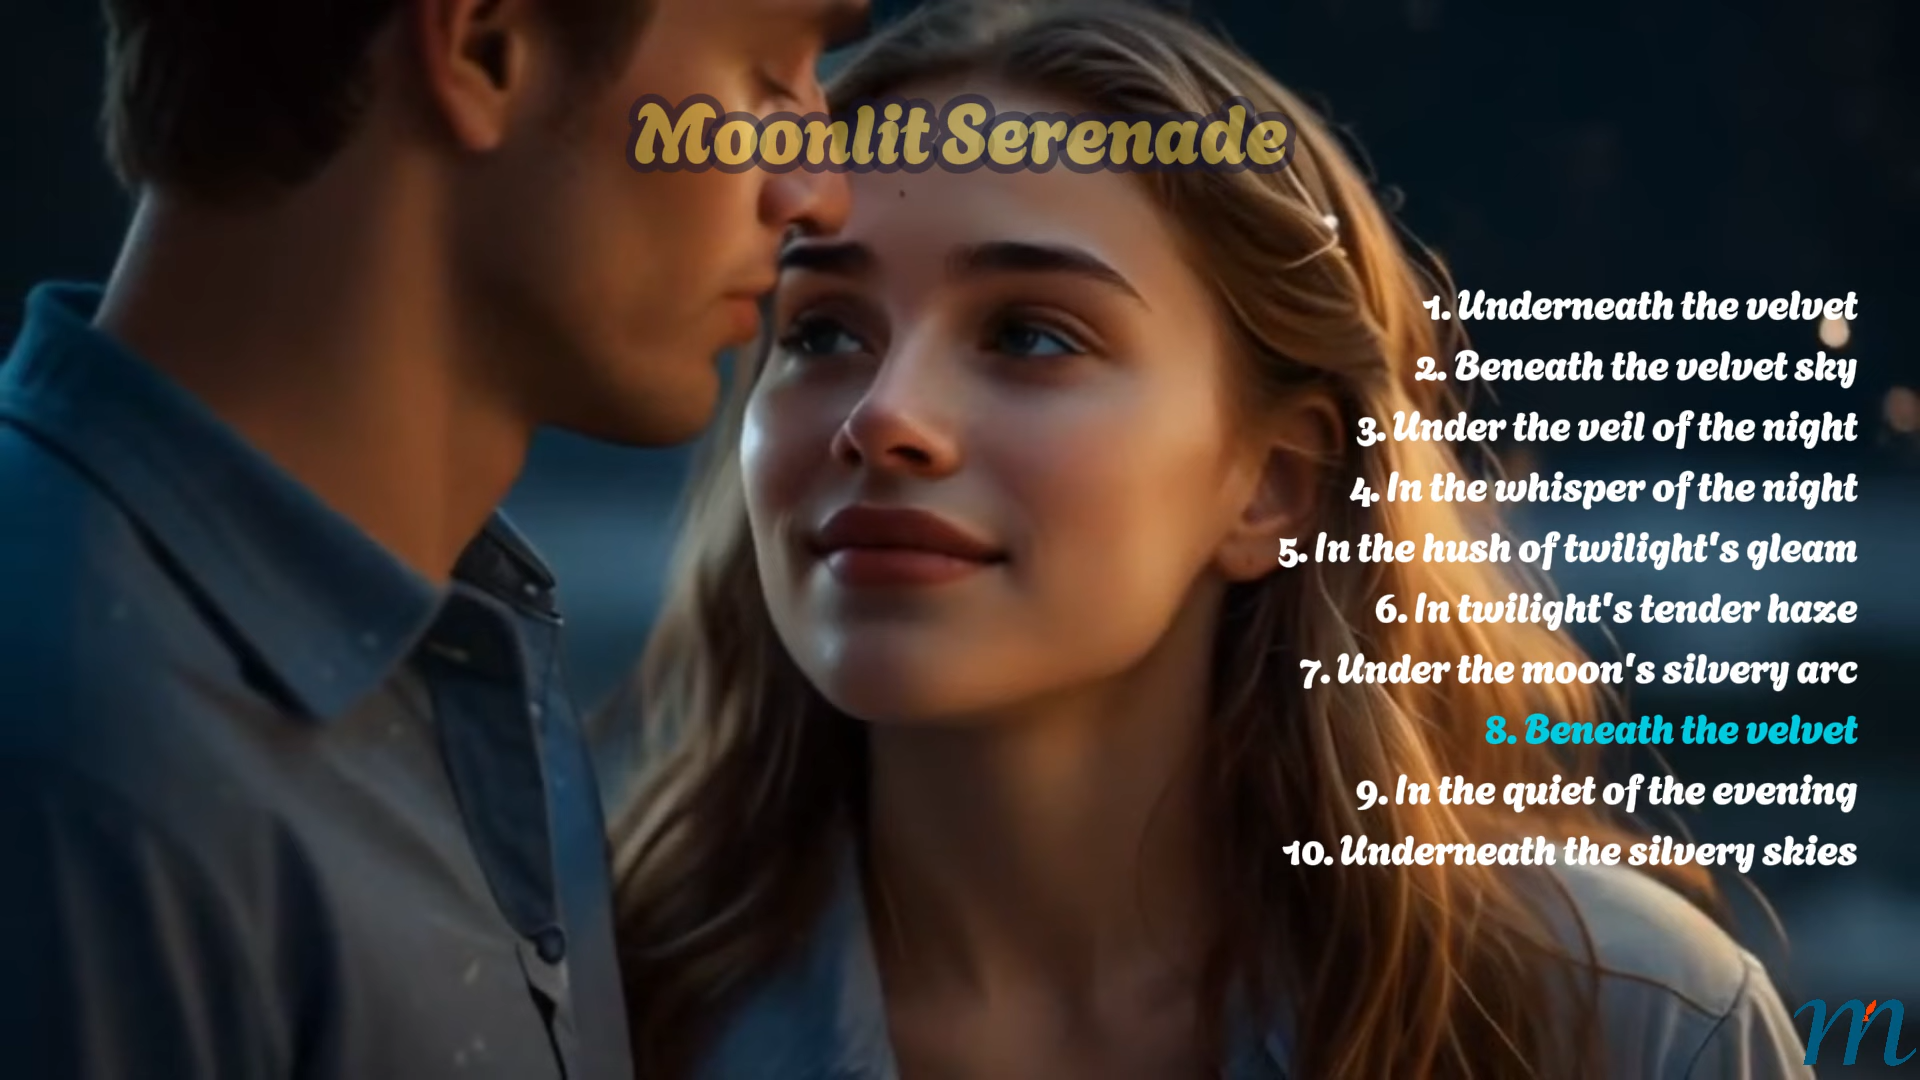 Moonlit Serenade
1. Underneath the velvet
2. Beneath the velvet sky
3. Under the veil of the night
4. In the whisper of the night
5. In the hush of twilight's gleam
6. In twilight's tender haze
7. Under the moon's silvery arc
8. Beneath the velvet
9. In the quiet of the evening
10. Underneath the silvery skies
m